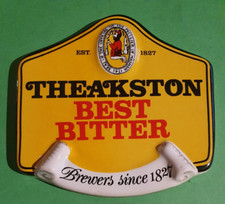 EST. 1827
THEAKSTON
BEST
BITTER
Brewers since 1827